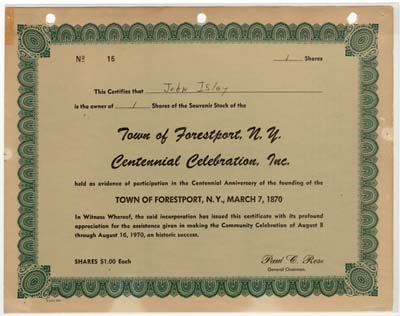 Nº 16 1 Shares
This Certifies that John Islay
is the owner of 1 Shares of the Souvenir Stock of the
Town of Forestport, N. Y.
Centennial Celebration, Inc.
held as evidence of participation in the Centennial Anniversary of the founding of the
TOWN OF FORESTPORT, N. Y., MARCH 7, 1870
In Witness Whereof, the said incorporation has issued this certificate with its profound
appreciation for the assistance given in making the Community Celebration of August 8
through August 16, 1970, an historic success.
SHARES $1.00 Each
Paul C. Rose
General Chairman.